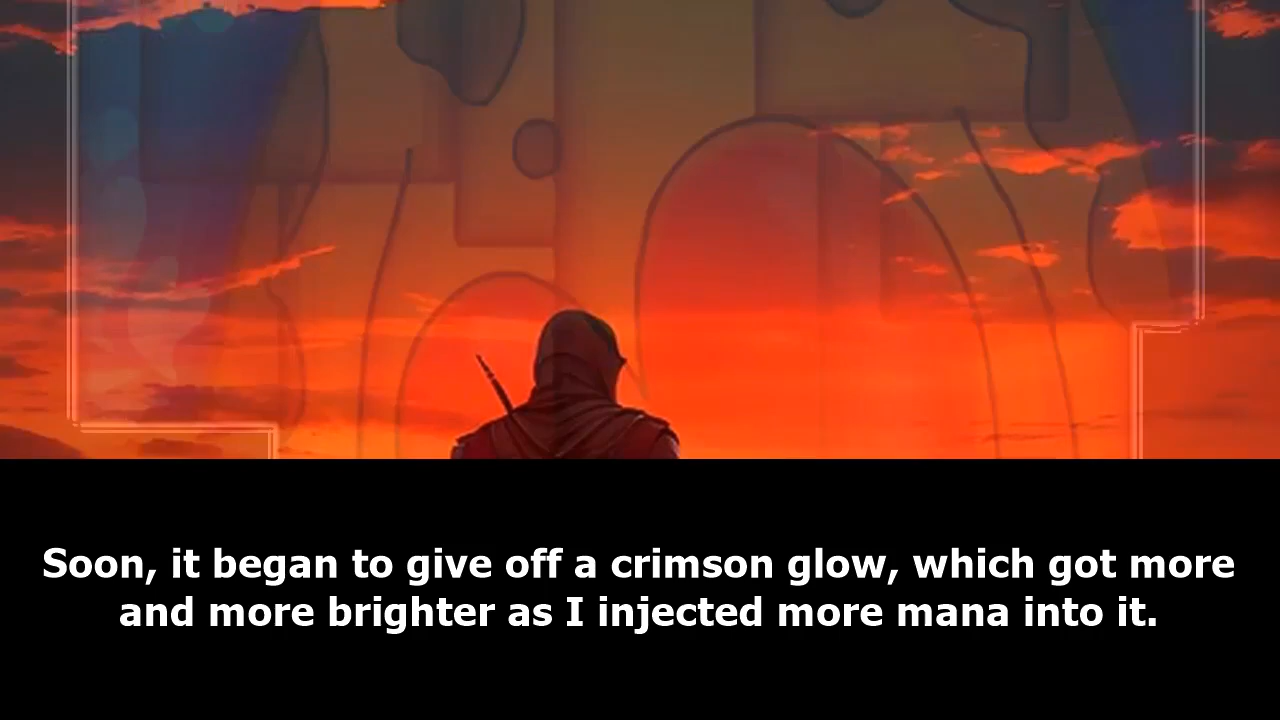 Soon, it began to give off a crimson glow, which got more
and more brighter as I injected more mana into it.